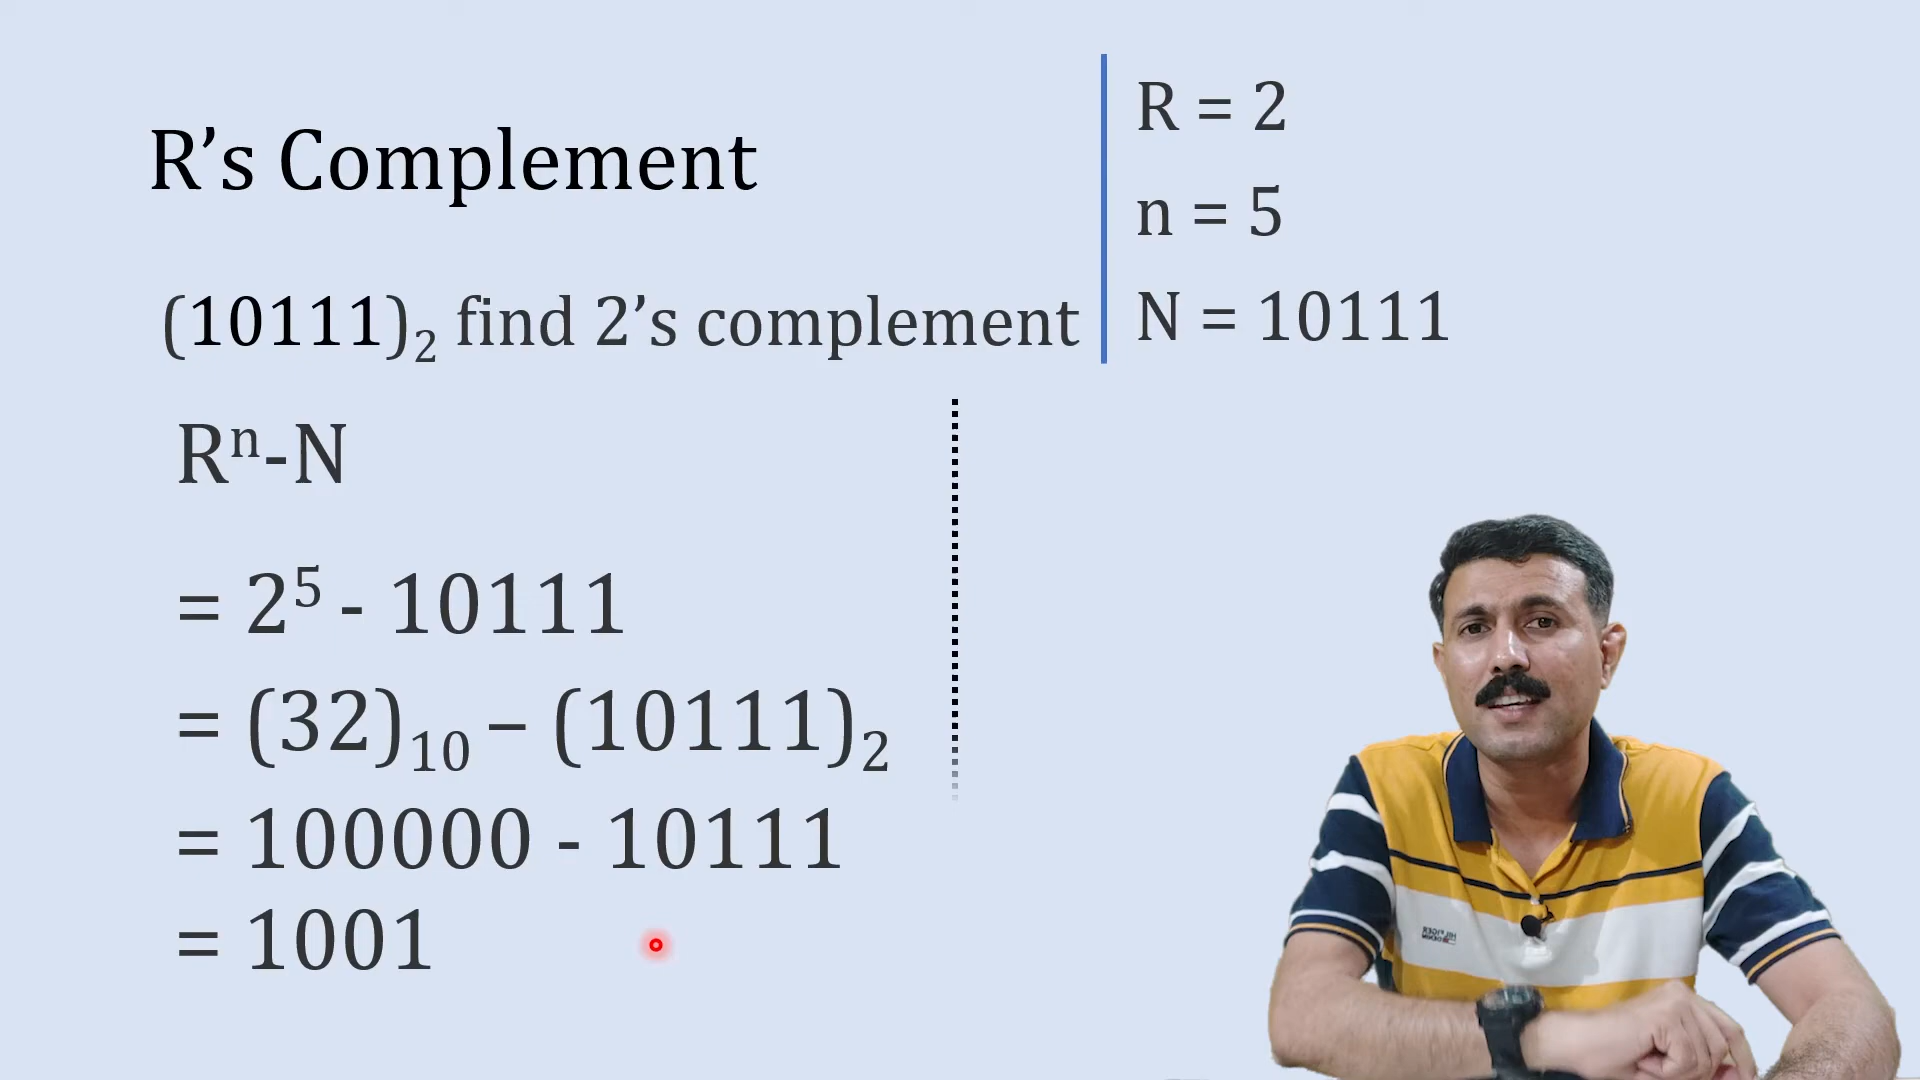 R’s Complement
(10111)₂ find 2’s complement
R = 2
n = 5
N = 10111
Rⁿ-N
= 2⁵ - 10111
= (32)₁₀ – (10111)₂
= 100000 - 10111
= 1001